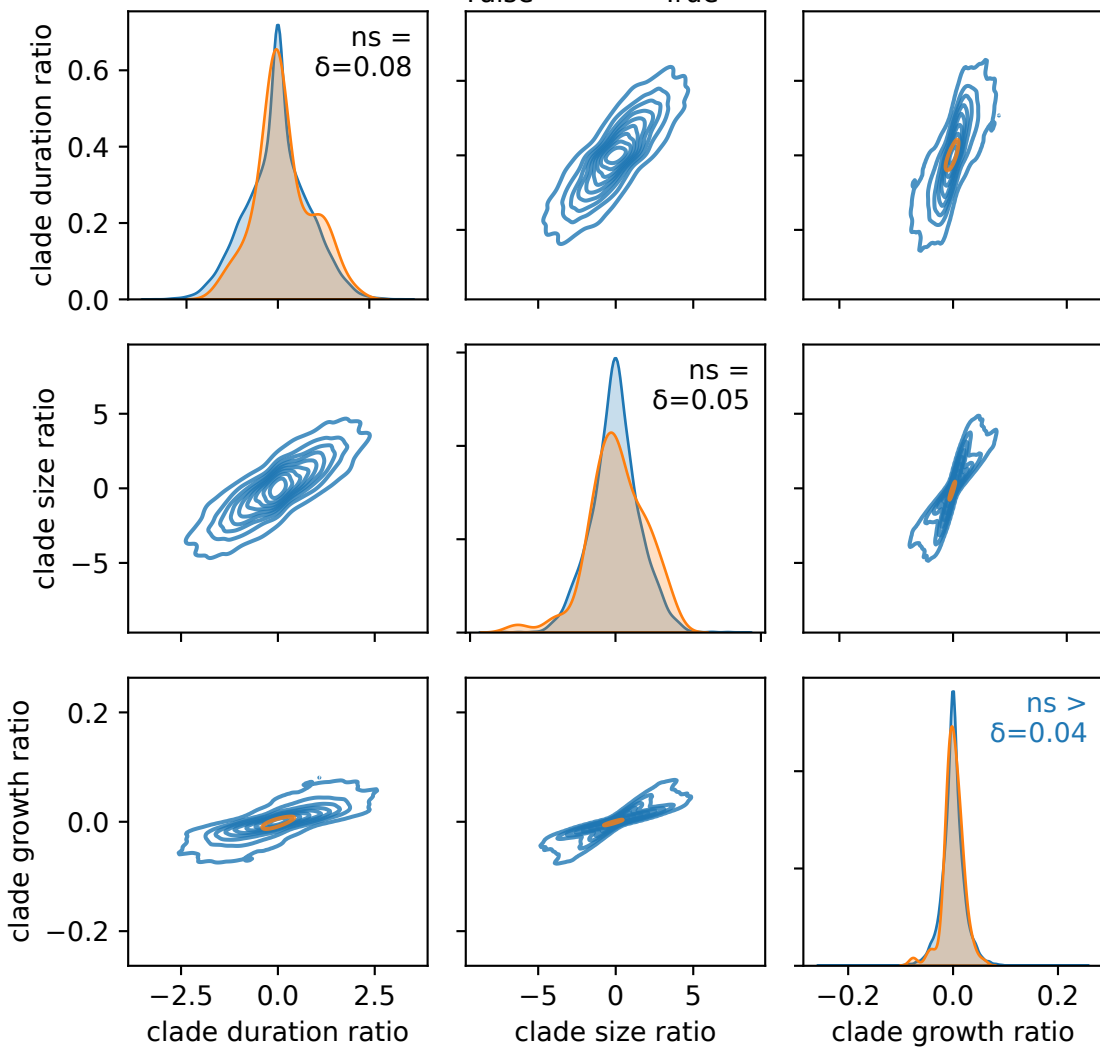 clade duration ratio
0.6
0.4
0.2
0.0
ns =
δ=0.08
clade size ratio
5
0
−5
ns =
δ=0.05
clade growth ratio
0.2
0.0
−0.2
ns >
δ=0.04
−2.5 0.0 2.5
−5 0 5
−0.2 0.0 0.2
clade duration ratio
clade size ratio
clade growth ratio